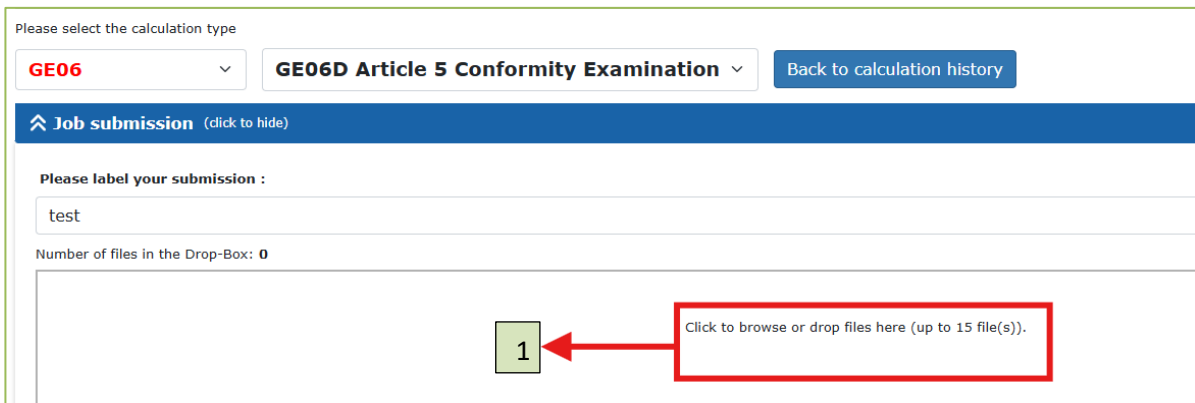 Please select the calculation type
GE06 GE06D Article 5 Conformity Examination Back to calculation history
Job submission (click to hide)
Please label your submission :
test
Number of files in the Drop-Box: 0
Click to browse or drop files here (up to 15 file(s)).
1